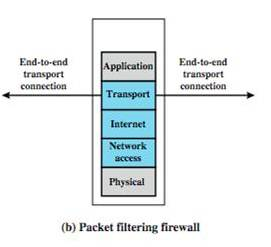 End-to-end
transport
connection
Application
Transport
Internet
Network
access
Physical
End-to-end
transport
connection
(b) Packet filtering firewall